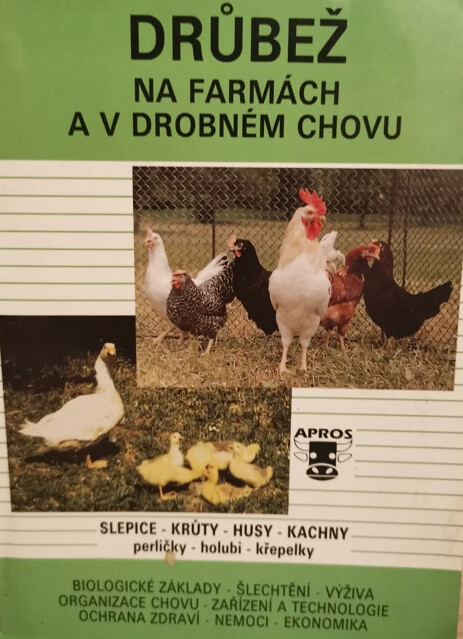 DRŮBEŽ
NA FARMÁCH
A V DROBNÉM CHOVU
APROS
SLEPICE - KRŮTY - HUSY - KACHNY
perličky - holubi - křepelky
BIOLOGICKÉ ZÁKLADY - ŠLECHTĚNÍ - VÝŽIVA
ORGANIZACE CHOVU - ZAŘÍZENÍ A TECHNOLOGIE
OCHRANA ZDRAVÍ - NEMOCI - EKONOMIKA